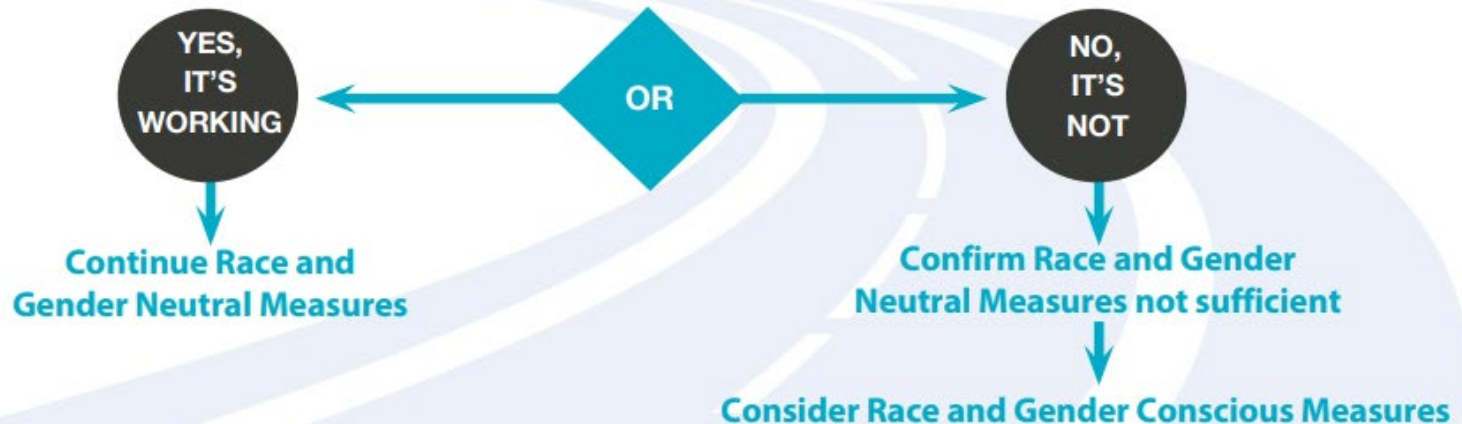 YES,
IT'S
WORKING
OR
NO,
IT'S
NOT
Continue Race and
Gender Neutral Measures
Confirm Race and Gender
Neutral Measures not sufficient
Consider Race and Gender Conscious Measures